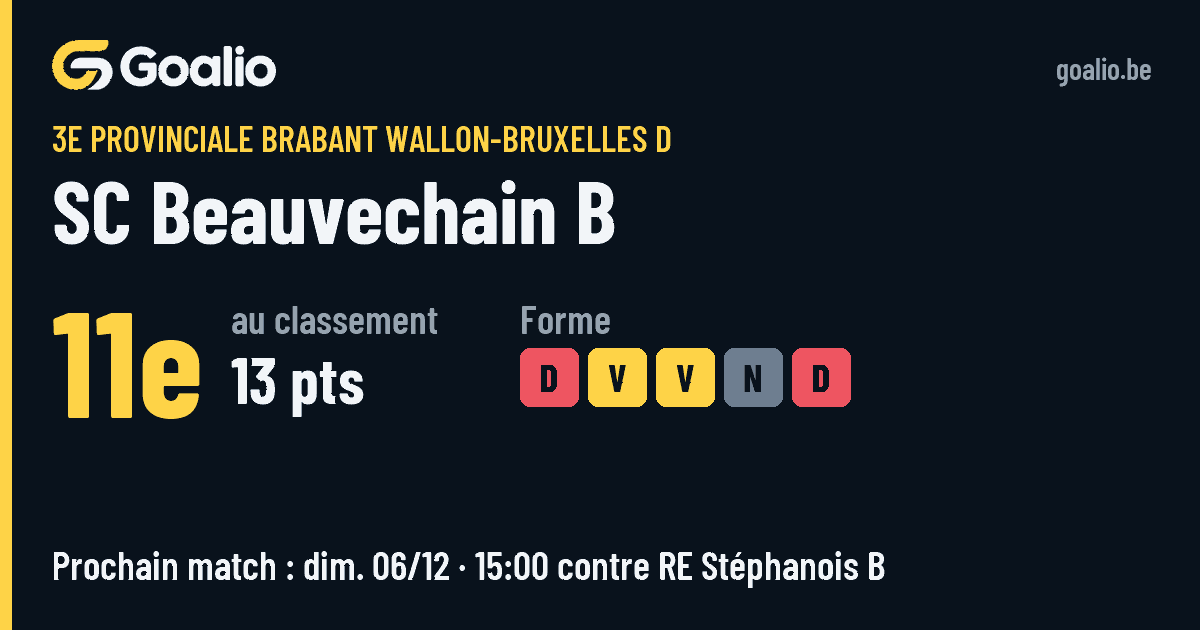 Goalio
goalio.be
3E PROVINCIALE BRABANT WALLON-BRUXELLES D
SC Beauvechain B
11e
au classement
13 pts
Forme
D V V N D
Prochain match : dim. 06/12 · 15:00 contre RE Stéphanois B